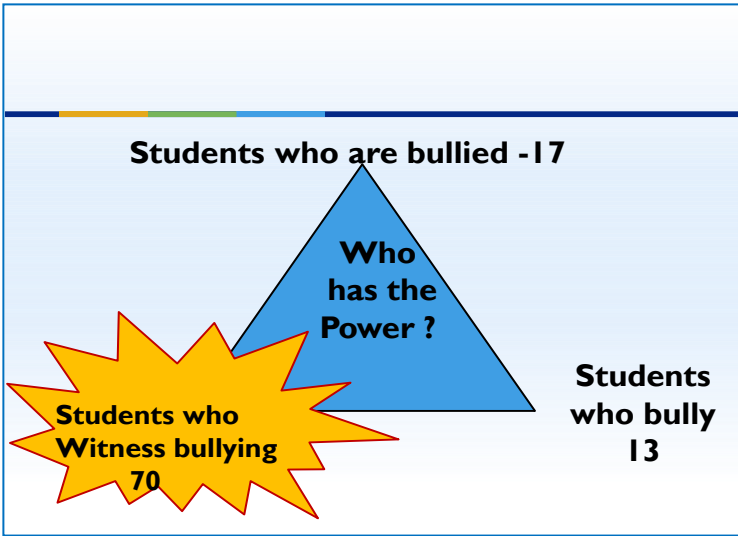 Students who are bullied -17
Who
has the
Power ?
Students who
Witness bullying
70
Students
who bully
13